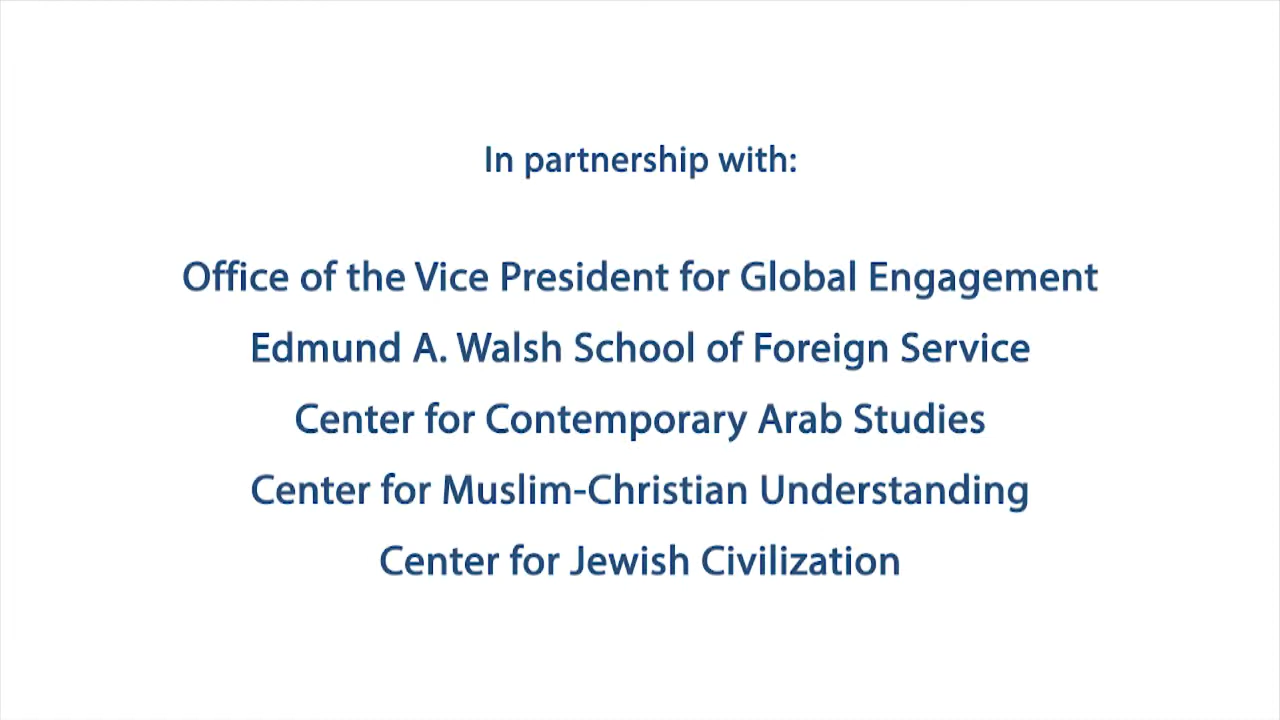 In partnership with:
Office of the Vice President for Global Engagement
Edmund A. Walsh School of Foreign Service
Center for Contemporary Arab Studies
Center for Muslim-Christian Understanding
Center for Jewish Civilization